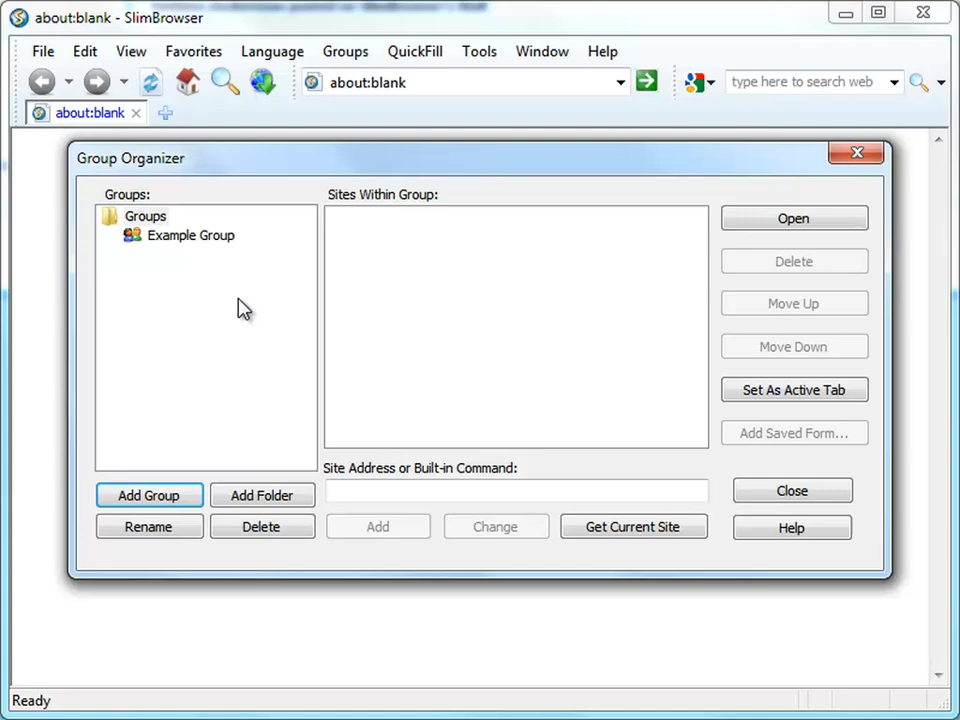 about:blank - SlimBrowser
File Edit View Favorites Language Groups QuickFill Tools Window Help
about:blank
type here to search web
about:blank
Group Organizer
Groups:
Sites Within Group:
Groups
Example Group
Open
Delete
Move Up
Move Down
Set As Active Tab
Add Saved Form...
Site Address or Built-in Command:
Add Group
Add Folder
Close
Rename
Delete
Add
Change
Get Current Site
Help
Ready